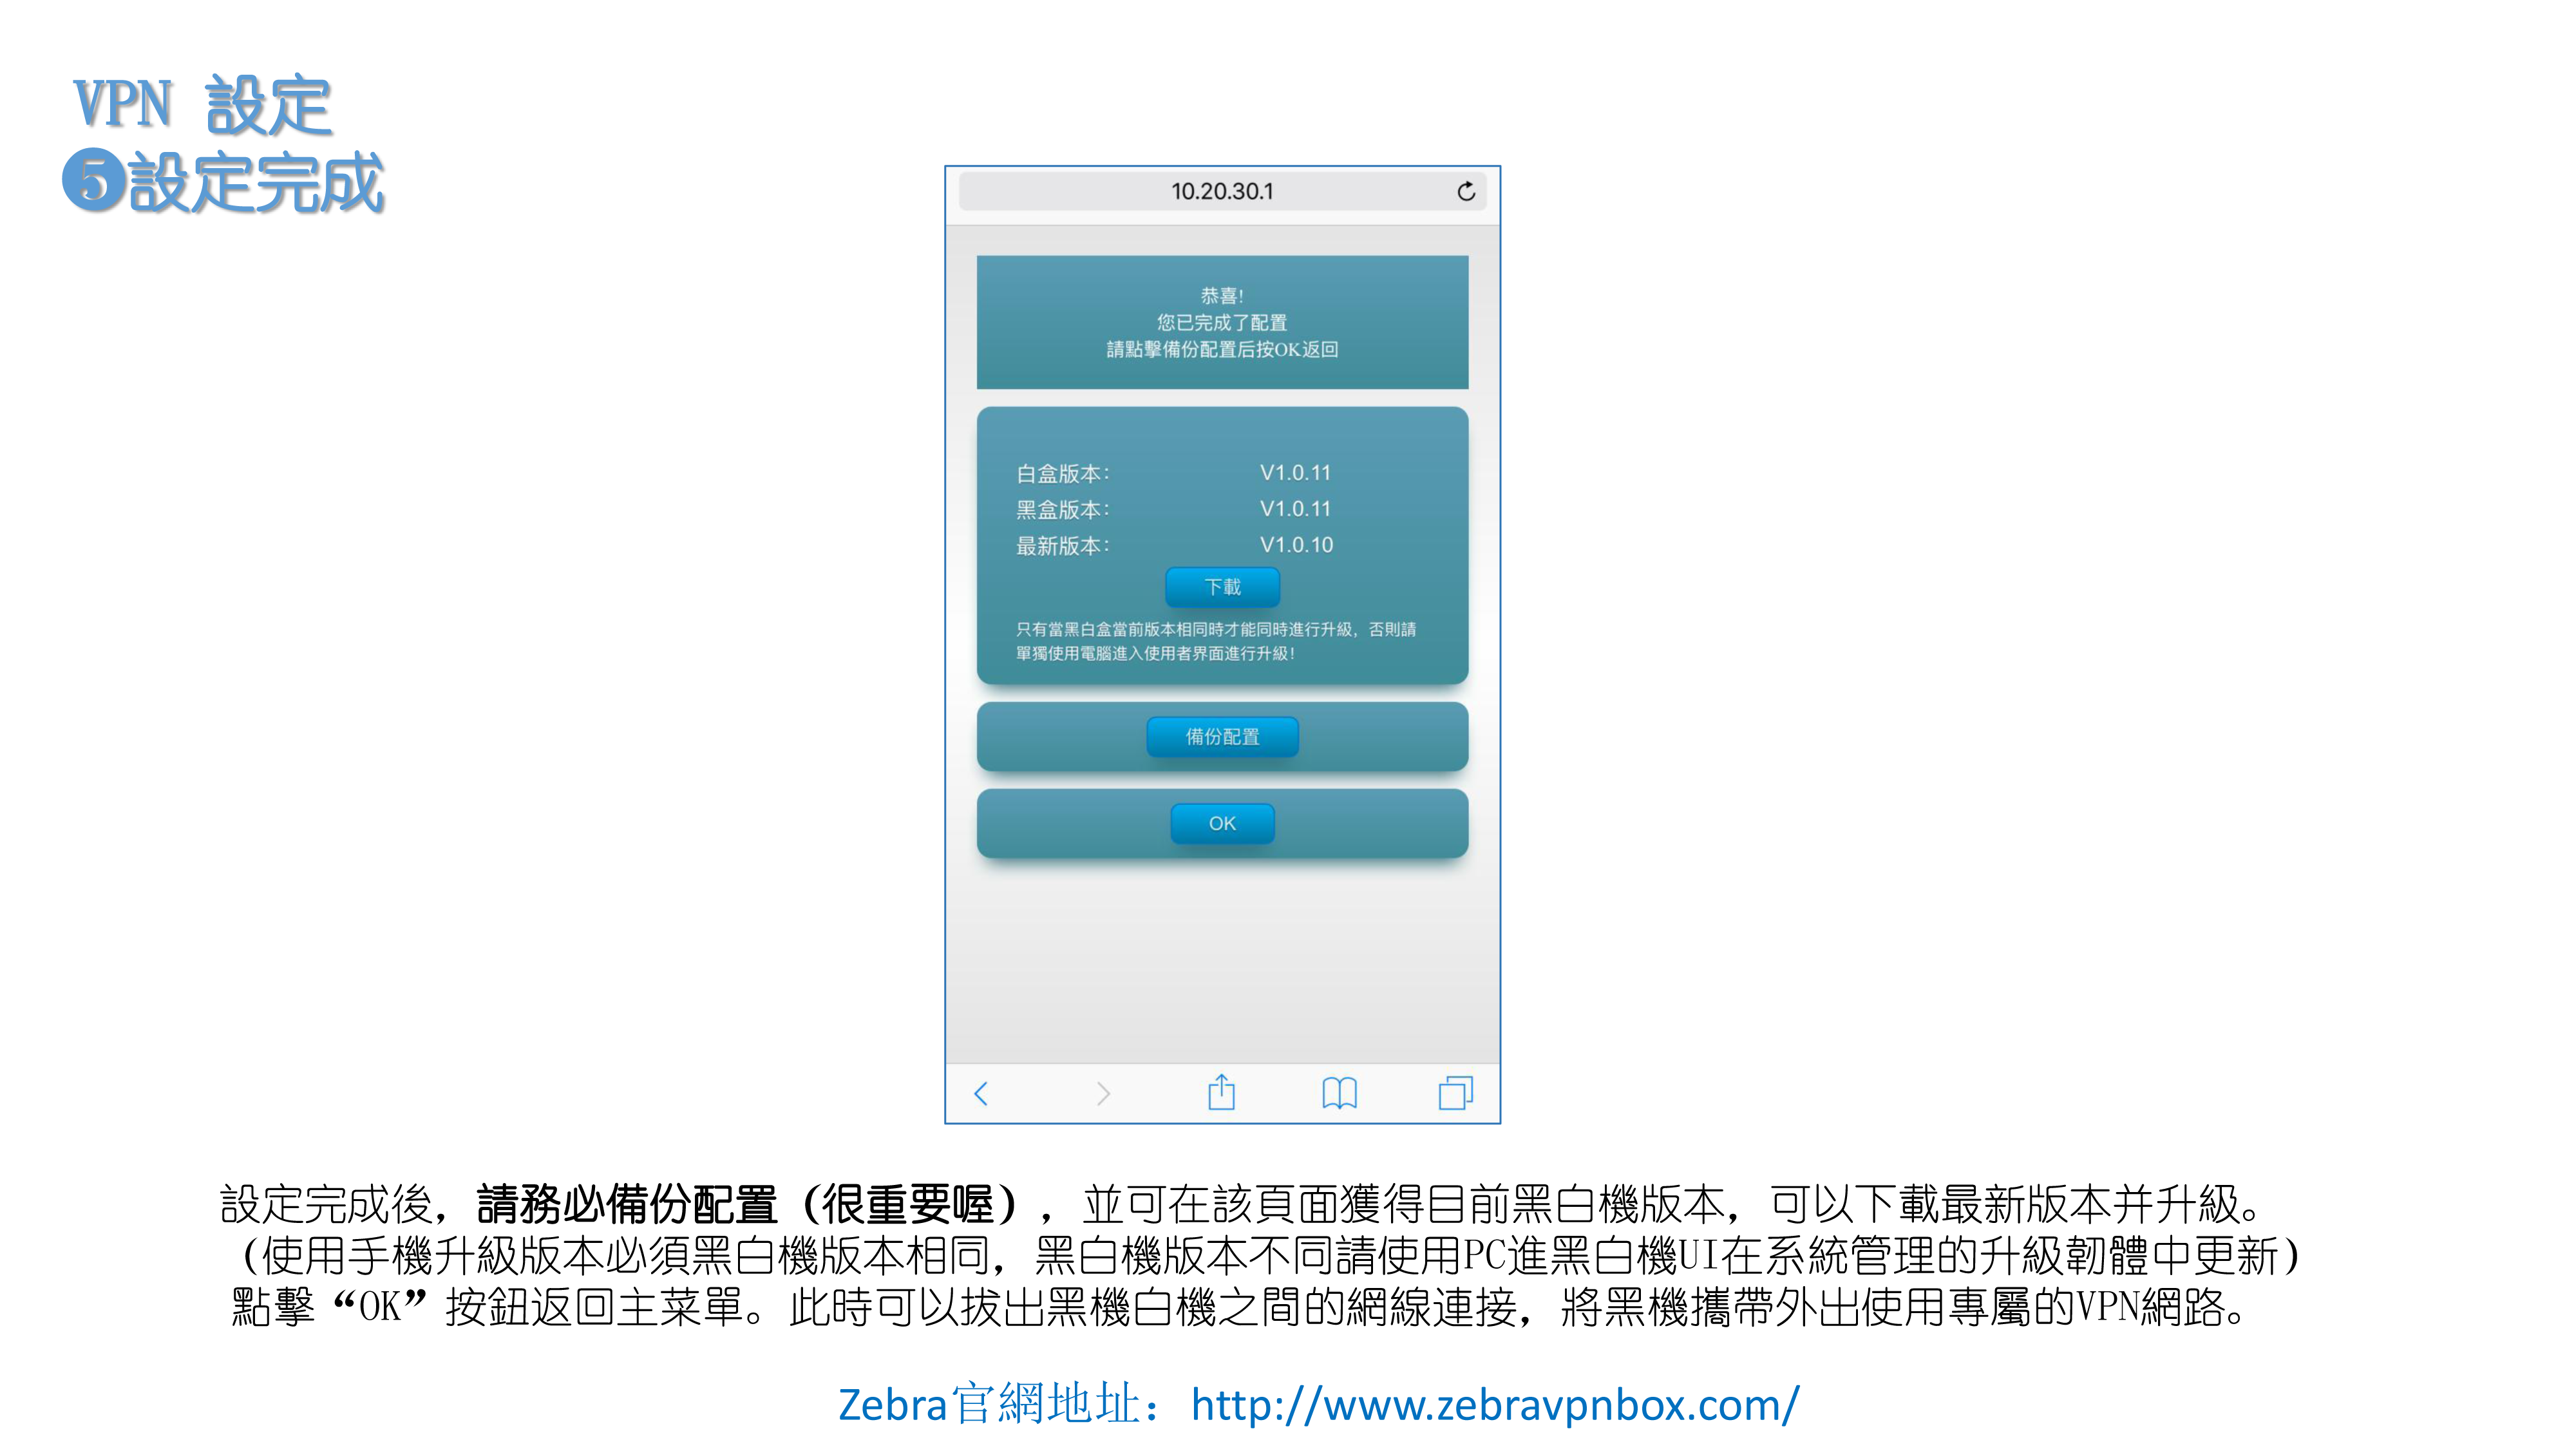 VPN 設定
❺設定完成
10.20.30.1
恭喜!
您已完成了配置
請點擊備份配置后按OK返回
白盒版本: V1.0.11
黑盒版本: V1.0.11
最新版本: V1.0.10
下載
只有當黑白盒當前版本相同時才能同時進行升級，否則請
單獨使用電腦進入使用者界面進行升級!
備份配置
OK
設定完成後，請務必備份配置（很重要喔），並可在該頁面獲得目前黑白機版本，可以下載最新版本并升級。
（使用手機升級版本必須黑白機版本相同，黑白機版本不同請使用PC進黑白機UI在系統管理的升級韌體中更新）
點擊“OK”按鈕返回主菜單。此時可以拔出黑機白機之間的網線連接，將黑機攜帶外出使用專屬的VPN網路。
Zebra官網地址：http://www.zebravpnbox.com/